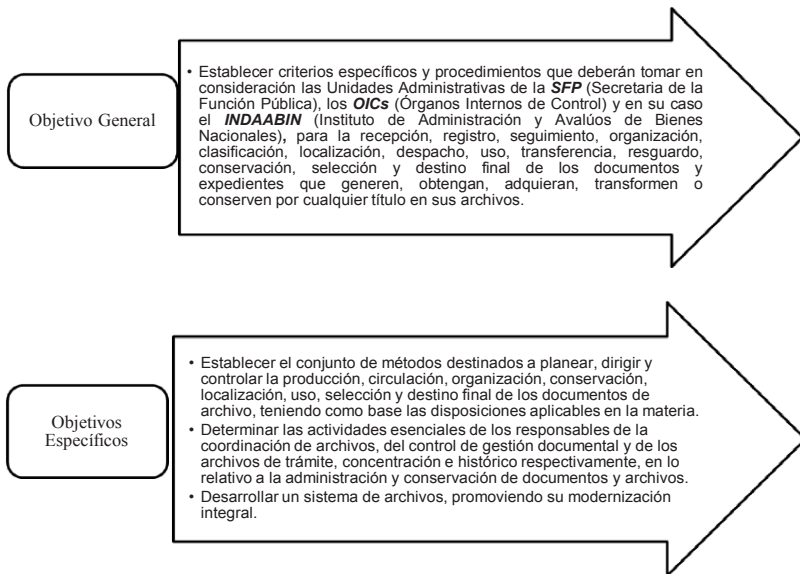 Objetivo General
• Establecer criterios específicos y procedimientos que deberán tomar en
consideración las Unidades Administrativas de la SFP (Secretaria de la
Función Pública), los OICs (Órganos Internos de Control) y en su caso
el INDAABIN (Instituto de Administración y Avalúos de Bienes
Nacionales), para la recepción, registro, seguimiento, organización,
clasificación, localización, despacho, uso, transferencia, resguardo,
conservación, selección y destino final de los documentos y
expedientes que generen, obtengan, adquieran, transformen o
conserven por cualquier título en sus archivos.
Objetivos
Específicos
• Establecer el conjunto de métodos destinados a planear, dirigir y
controlar la producción, circulación, organización, conservación,
localización, uso, selección y destino final de los documentos de
archivo, teniendo como base las disposiciones aplicables en la materia.
• Determinar las actividades esenciales de los responsables de la
coordinación de archivos, del control de gestión documental y de los
archivos de trámite, concentración e histórico respectivamente, en lo
relativo a la administración y conservación de documentos y archivos.
• Desarrollar un sistema de archivos, promoviendo su modernización
integral.